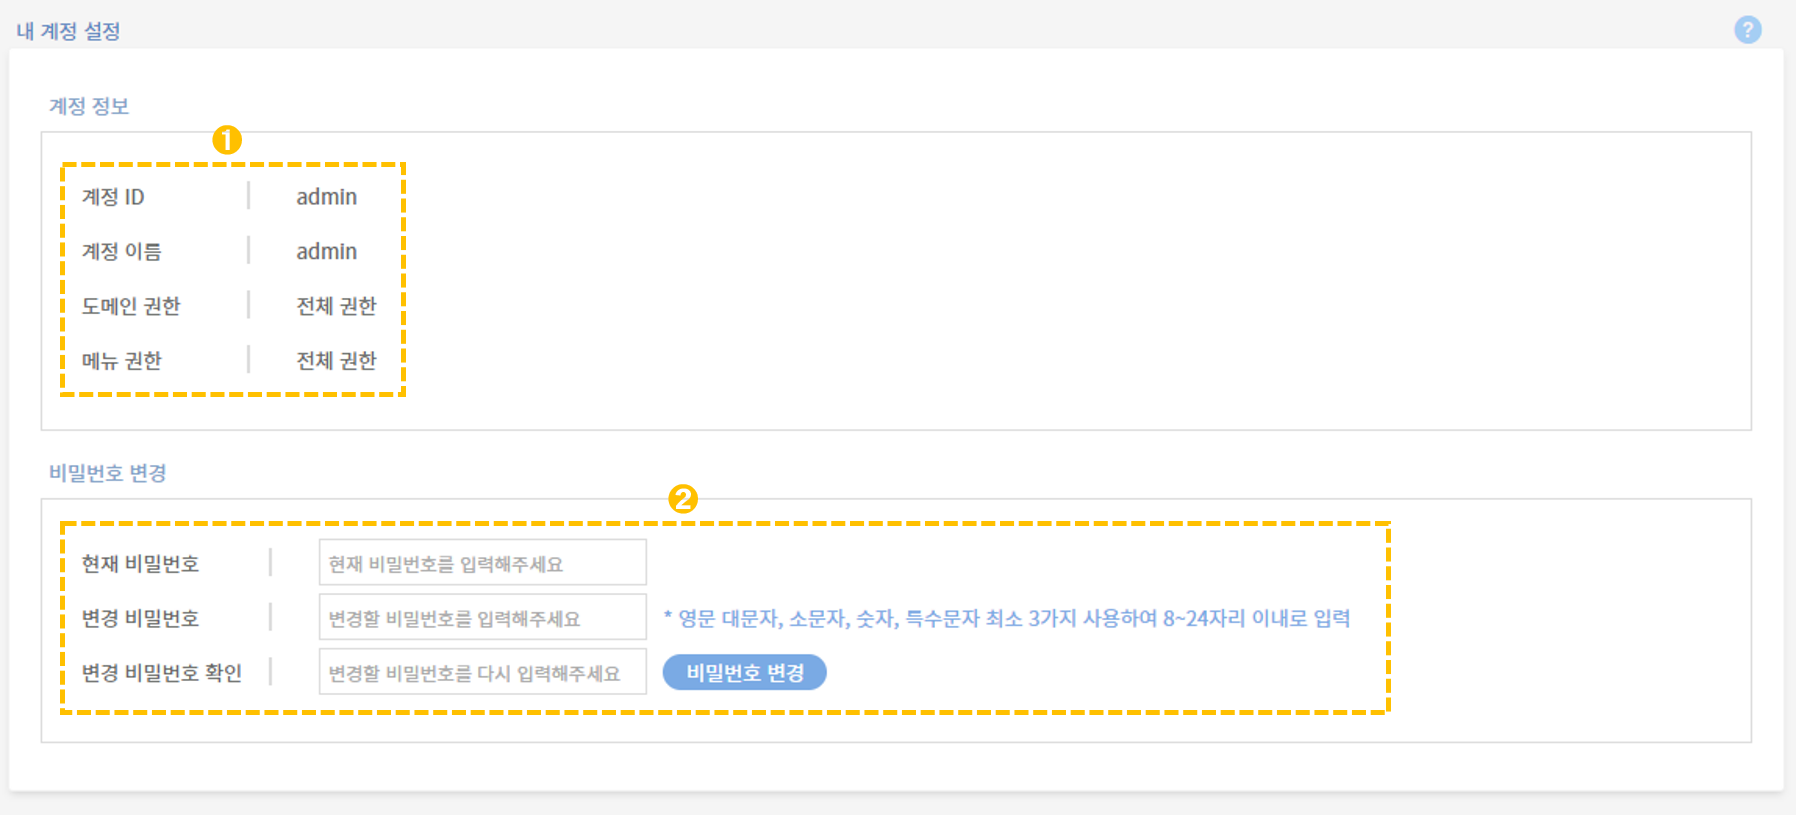 내 계정 설정
?
계정 정보
1
계정 ID admin
계정 이름 admin
도메인 권한 전체 권한
메뉴 권한 전체 권한
비밀번호 변경
2
현재 비밀번호 현재 비밀번호를 입력해주세요
변경 비밀번호 변경할 비밀번호를 입력해주세요 * 영문 대문자, 소문자, 숫자, 특수문자 최소 3가지 사용하여 8~24자리 이내로 입력
변경 비밀번호 확인 변경할 비밀번호를 다시 입력해주세요 비밀번호 변경